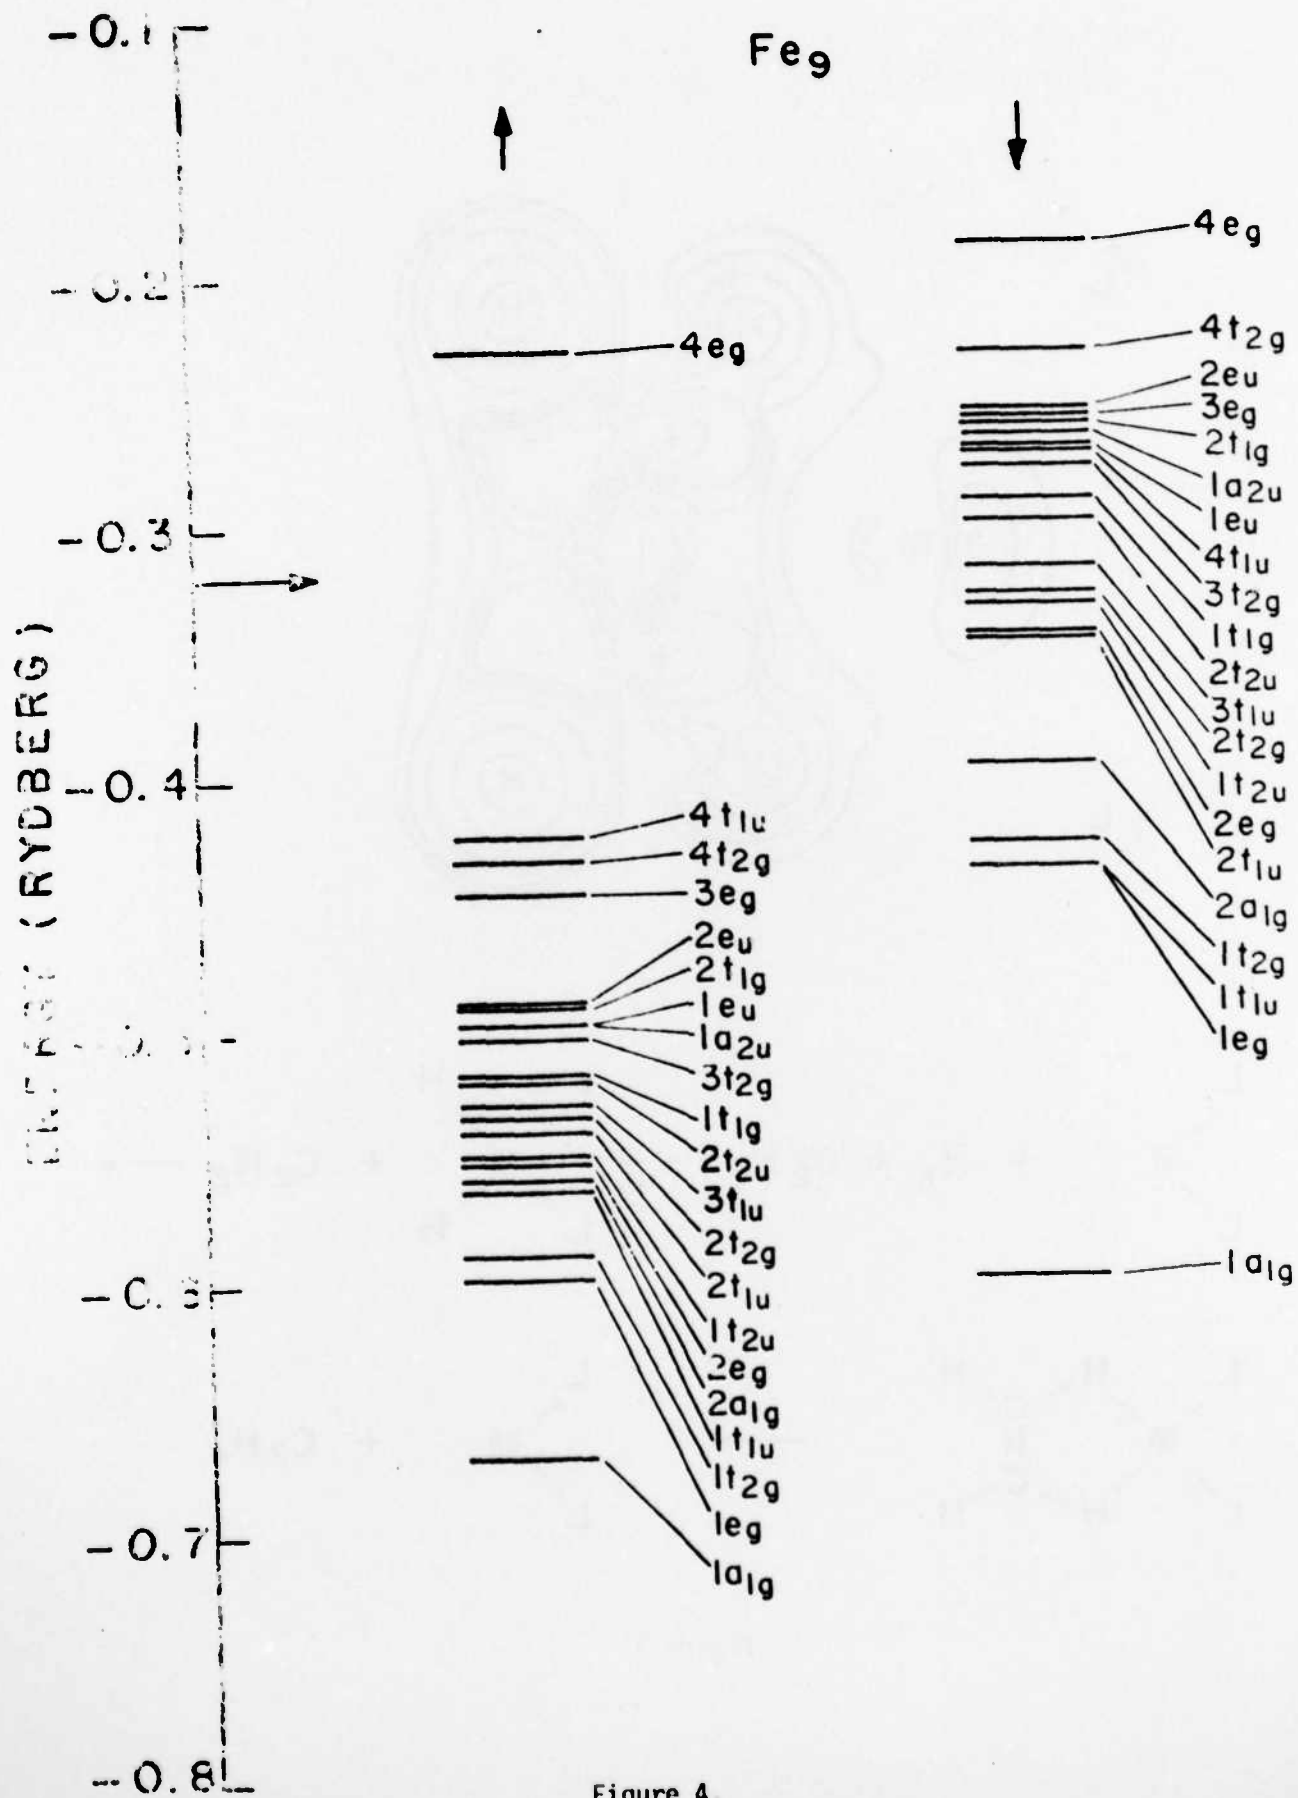 Fe9
-0.1
-0.2
-0.3
-0.4
-0.7
-0.8
(RYDBERG)
4eg
4t1u
4t2g
3eg
2eu
2t1g
1eu
1a2u
3t2g
1t1g
2t2u
3t1u
2t2g
2t1u
1t2u
2eg
2a1g
1t1u
1t2g
1eg
1a1g
4eg
4t2g
2eu
3eg
2t1g
1a2u
1eu
4t1u
3t2g
1t1g
2t2u
3t1u
2t2g
1t2u
2eg
2t1u
2a1g
1t2g
1t1u
1eg
1a1g
Figure 4.